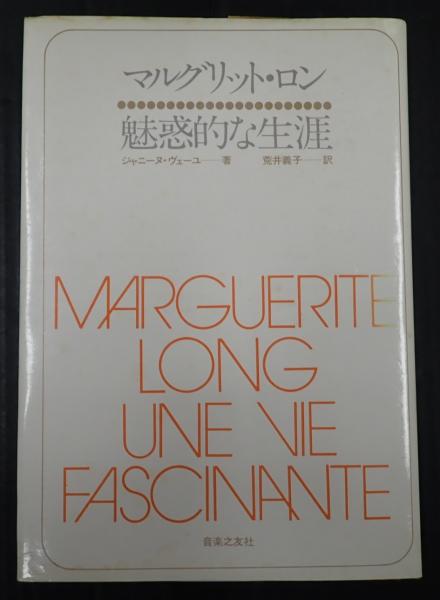 マルグリット・ロン
魅惑的な生涯
ジャニーヌ・ヴェーユ――著 荒井義子――訳
MARGUERITE
LONG
UNE VIE
FASCINANTE
音楽之友社